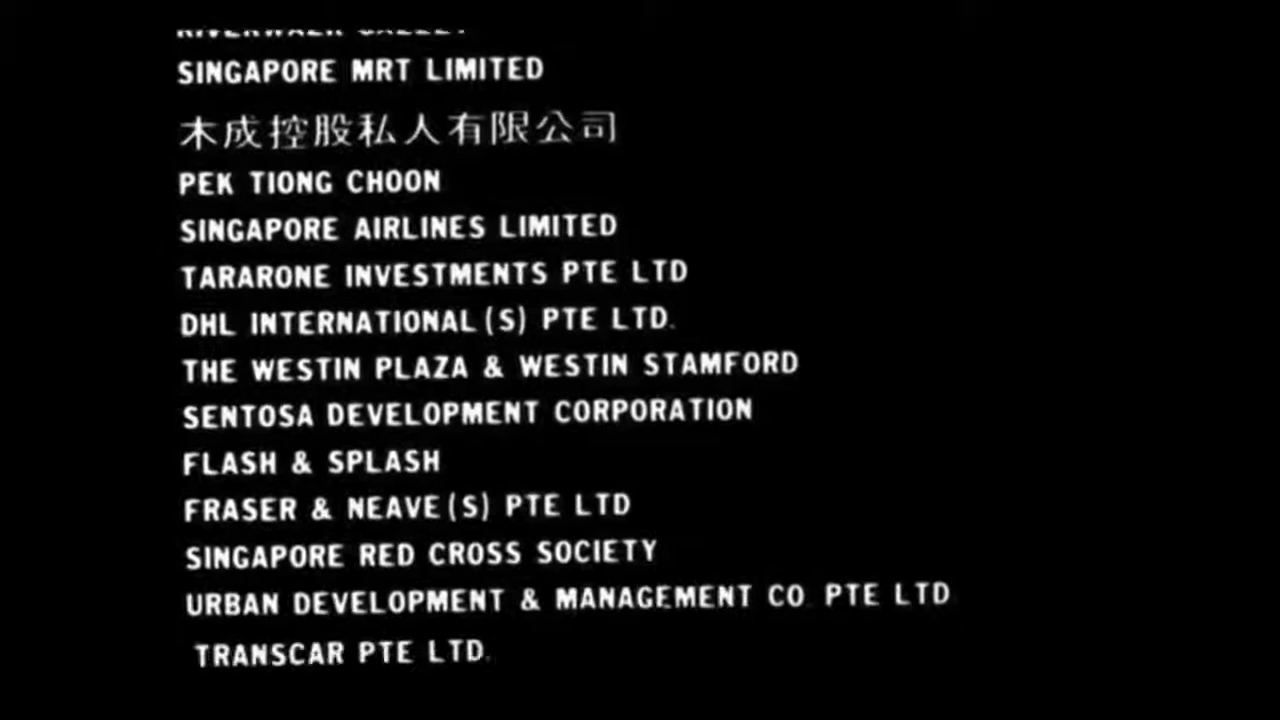 SINGAPORE MRT LIMITED
木成控股私人有限公司
PEK TIONG CHOON
SINGAPORE AIRLINES LIMITED
TARARONE INVESTMENTS PTE LTD
DHL INTERNATIONAL (S) PTE LTD.
THE WESTIN PLAZA & WESTIN STAMFORD
SENTOSA DEVELOPMENT CORPORATION
FLASH & SPLASH
FRASER & NEAVE (S) PTE LTD
SINGAPORE RED CROSS SOCIETY
URBAN DEVELOPMENT & MANAGEMENT CO. PTE LTD
TRANSCAR PTE LTD.